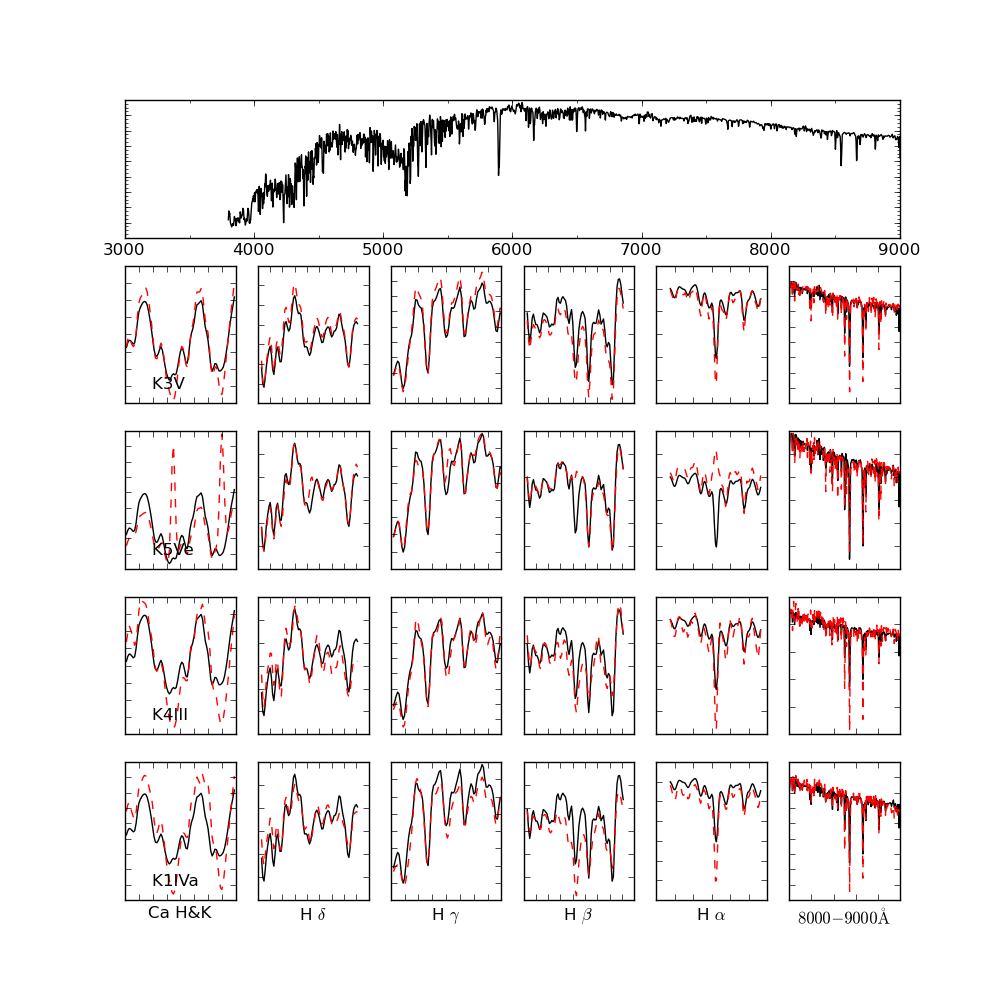 3000 4000 5000 6000 7000 8000 9000
K3V
K5Ve
K4III
K1IVa
Ca H&K H δ H γ H β H α 8000−9000Å